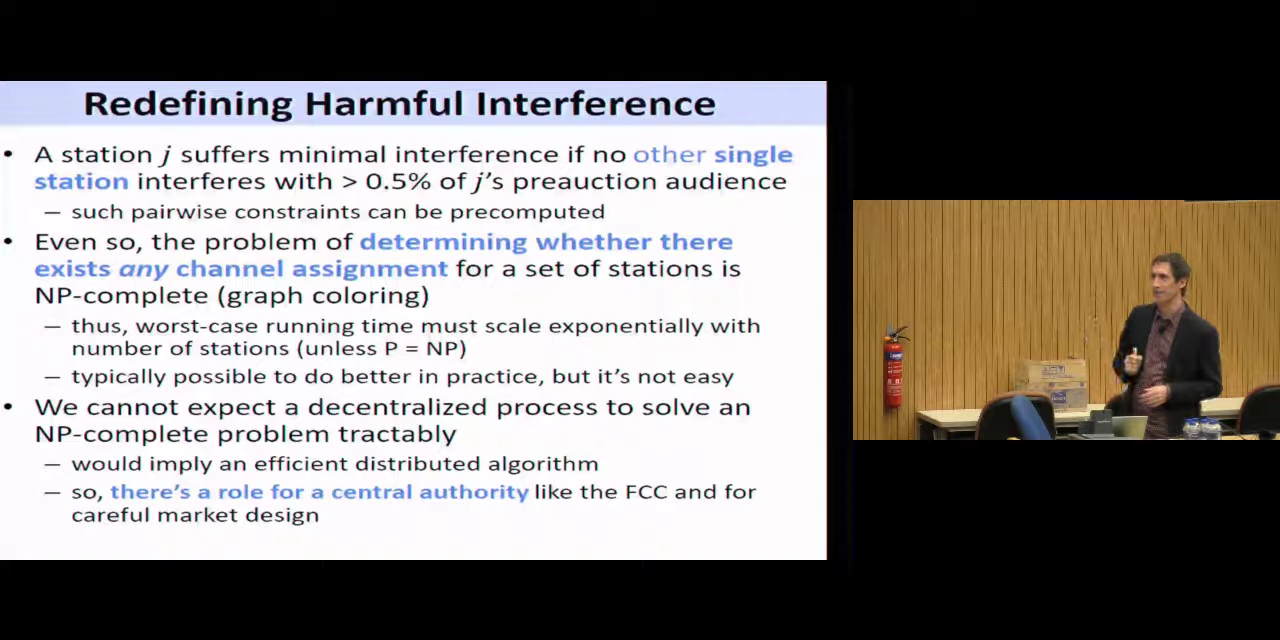 Redefining Harmful Interference
• A station j suffers minimal interference if no other single
station interferes with > 0.5% of j's preauction audience
– such pairwise constraints can be precomputed
• Even so, the problem of determining whether there
exists any channel assignment for a set of stations is
NP-complete (graph coloring)
– thus, worst-case running time must scale exponentially with
number of stations (unless P = NP)
– typically possible to do better in practice, but it's not easy
• We cannot expect a decentralized process to solve an
NP-complete problem tractably
– would imply an efficient distributed algorithm
– so, there's a role for a central authority like the FCC and for
careful market design